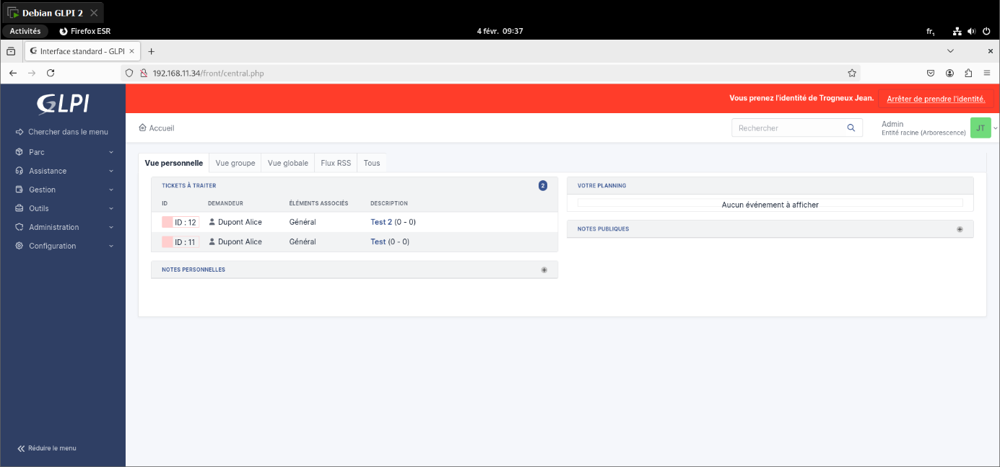 Debian GLPI 2
Activités Firefox ESR 4 févr. 09:37 fr₁
Interface standard - GLPI
192.168.11.34/front/central.php
GLPI
Vous prenez l'identité de Trogneux Jean. Arrêter de prendre l'identité.
Chercher dans le menu
Parc
Assistance
Gestion
Outils
Administration
Configuration
Réduire le menu
Accueil
Rechercher
Admin
Entité racine (Arborescence)
JT
Vue personnelle Vue groupe Vue globale Flux RSS Tous
TICKETS À TRAITER 2
ID DEMANDEUR ÉLÉMENTS ASSOCIÉS DESCRIPTION
ID : 12 Dupont Alice Général Test 2 (0 - 0)
ID : 11 Dupont Alice Général Test (0 - 0)
NOTES PERSONNELLES
VOTRE PLANNING
Aucun événement à afficher
NOTES PUBLIQUES